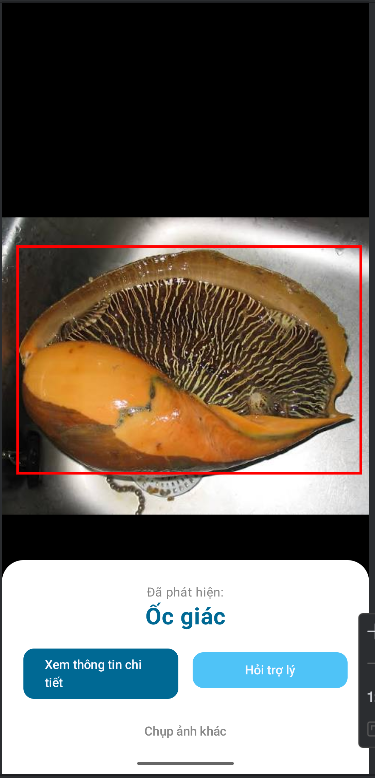 Đã phát hiện:
Ốc giác
Xem thông tin chi
tiết
Hỏi trợ lý
Chụp ảnh khác